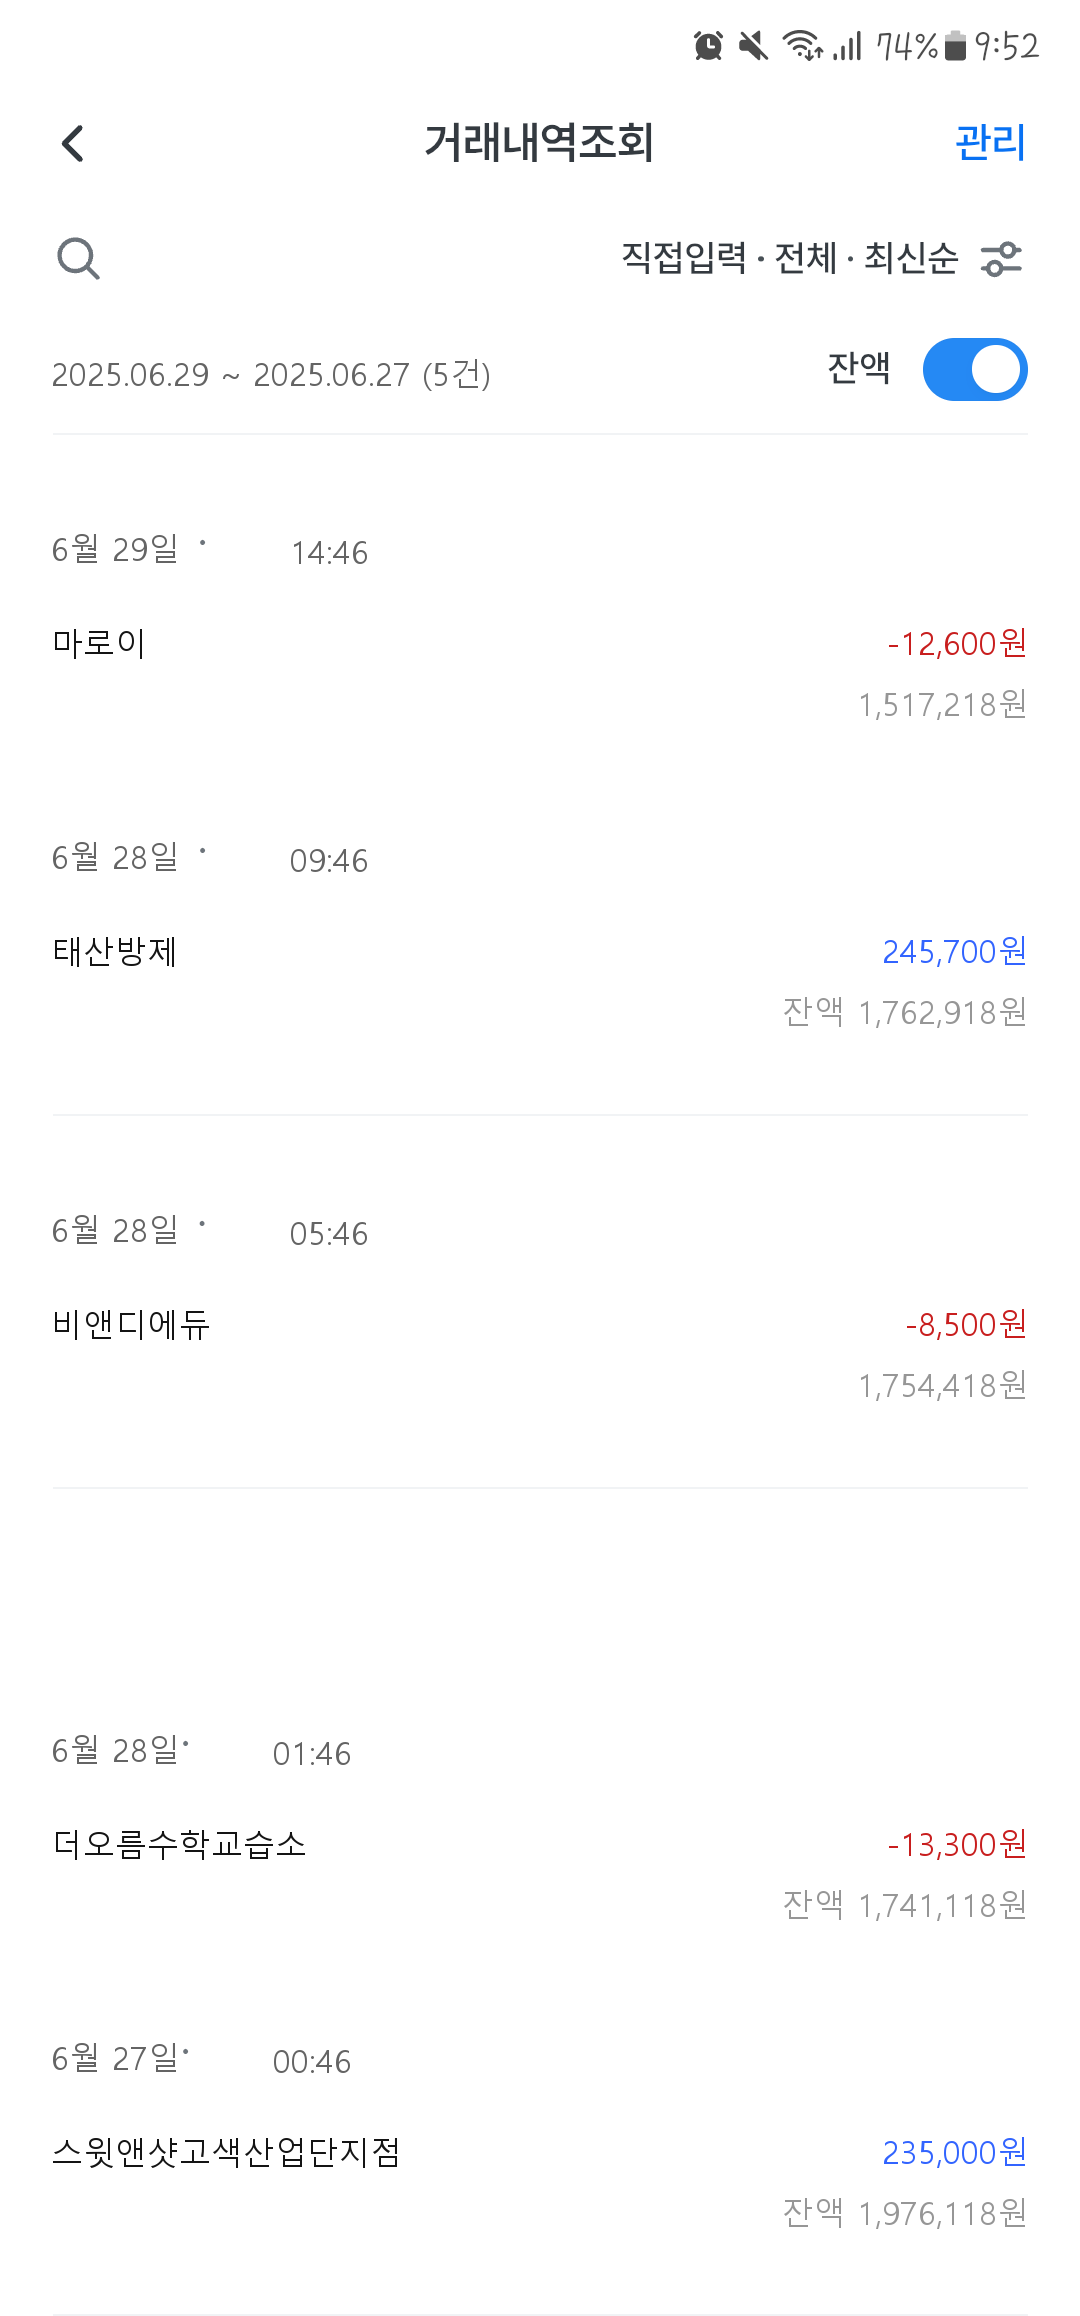 74% 9:52
거래내역조회 관리
직접입력 · 전체 · 최신순
2025.06.29 ~ 2025.06.27 (5건) 잔액
6월 29일 · 14:46
마로이 -12,600원
1,517,218원
6월 28일 · 09:46
태산방제 245,700원
잔액 1,762,918원
6월 28일 · 05:46
비앤디에듀 -8,500원
1,754,418원
6월 28일· 01:46
더오름수학교습소 -13,300원
잔액 1,741,118원
6월 27일· 00:46
스윗앤샷고색산업단지점 235,000원
잔액 1,976,118원